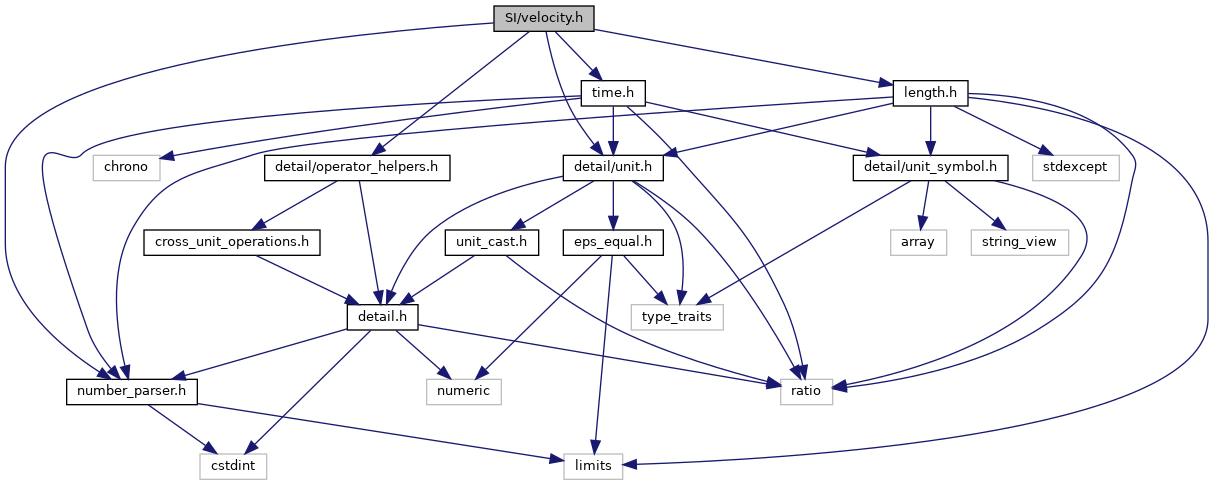 SI/velocity.h
time.h
length.h
chrono
detail/operator_helpers.h
detail/unit.h
detail/unit_symbol.h
stdexcept
cross_unit_operations.h
unit_cast.h
eps_equal.h
array
string_view
detail.h
type_traits
number_parser.h
numeric
ratio
cstdint
limits